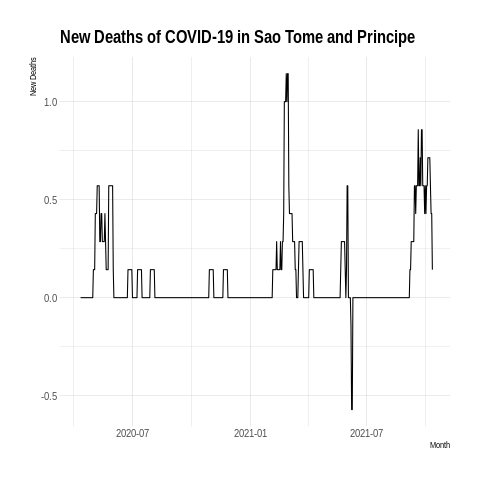 New Deaths of COVID-19 in Sao Tome and Principe
New Deaths
1.0
0.5
0.0
-0.5
2020-07
2021-01
2021-07
Month